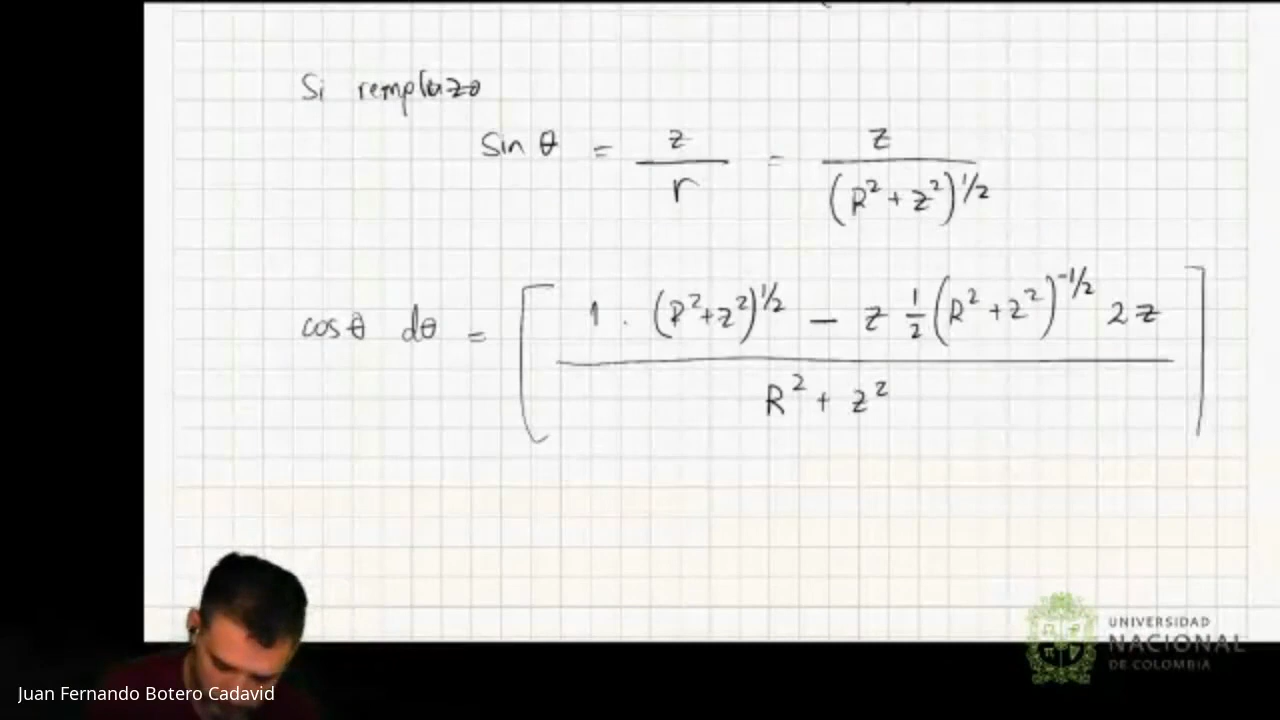 Si remplazo
sin θ = z / r = z / (R² + z²)^1/2
cosθ dθ = [ 1 · (R²+z²)^1/2 − z 1/2 (R² + z²)^-1/2 2z / R² + z² ]
UNIVERSIDAD
NACIONAL
DE COLOMBIA
Juan Fernando Botero Cadavid